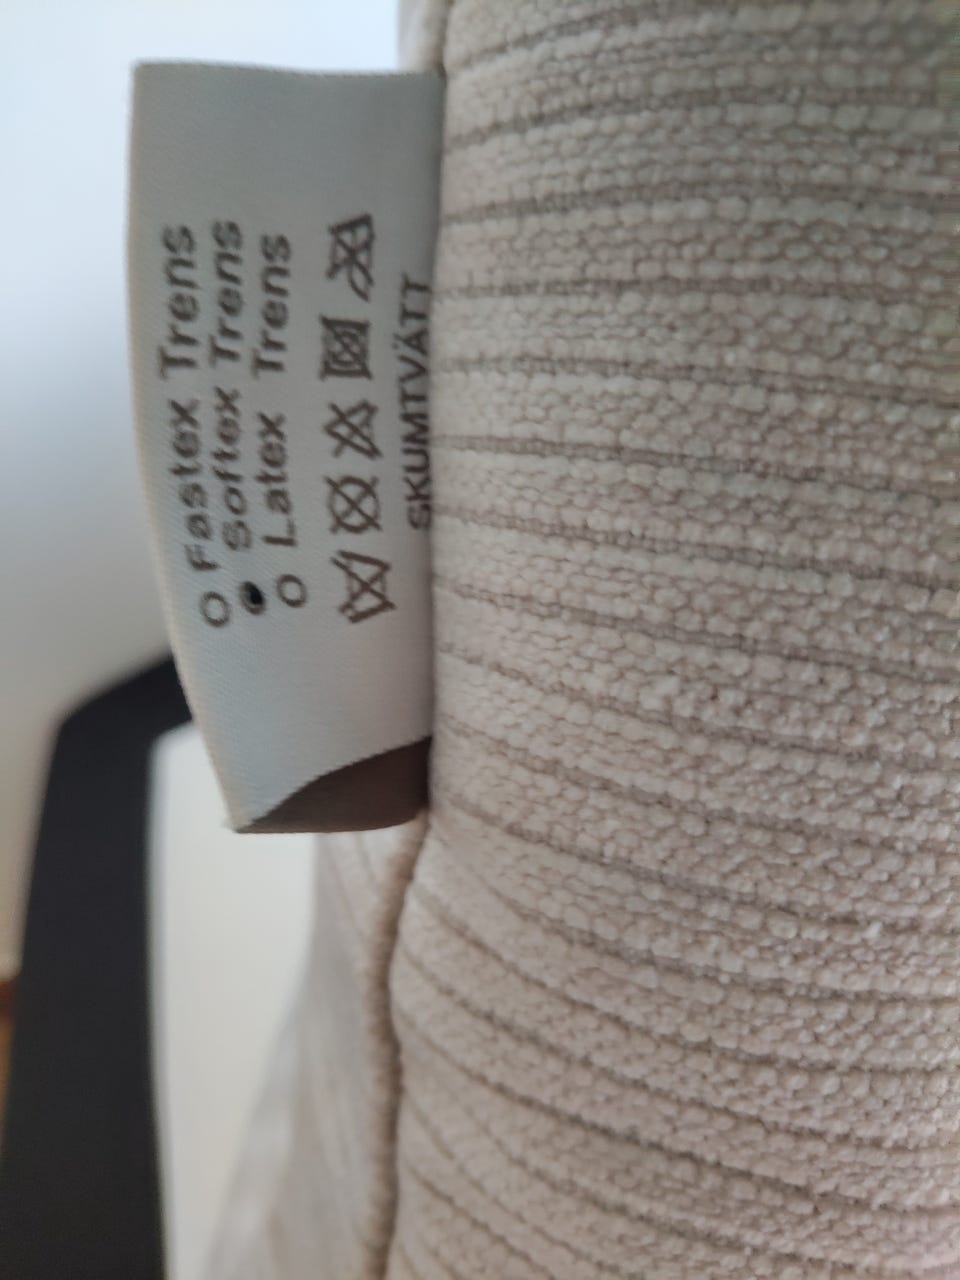 O Fastex Trens
● Softex Trens
O Latex Trens
SKUMTVÄTT